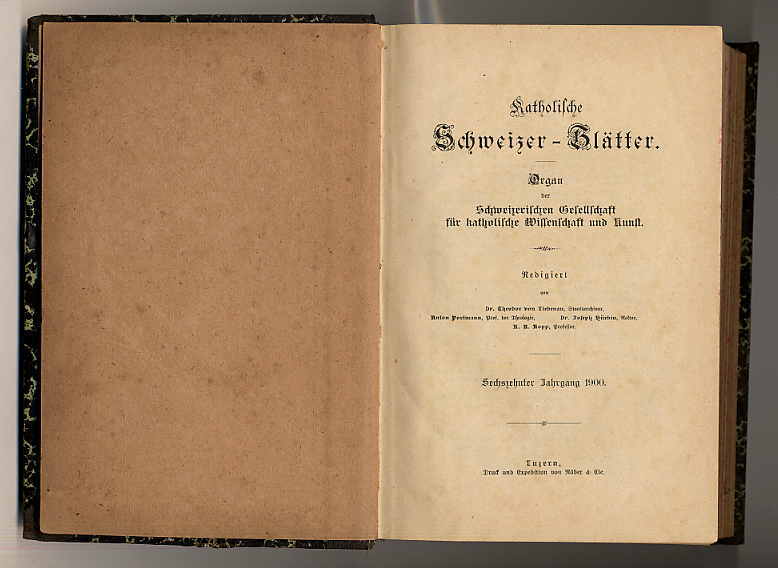 Katholische
Schweizer-Blätter.
Organ
der
Schweizerischen Gesellschaft
für katholische Wissenschaft und Kunst.
Redigiert
von
Dr. Theodor von Liebenau, Staatsarchivar.
Anton Portmann, Prof. der Theologie. Dr. Joseph Hürbin, Rektor.
K. A. Kopp, Professor.
Sechszehnter Jahrgang 1900.
Luzern,
Druck und Expedition von Räber & Cie.